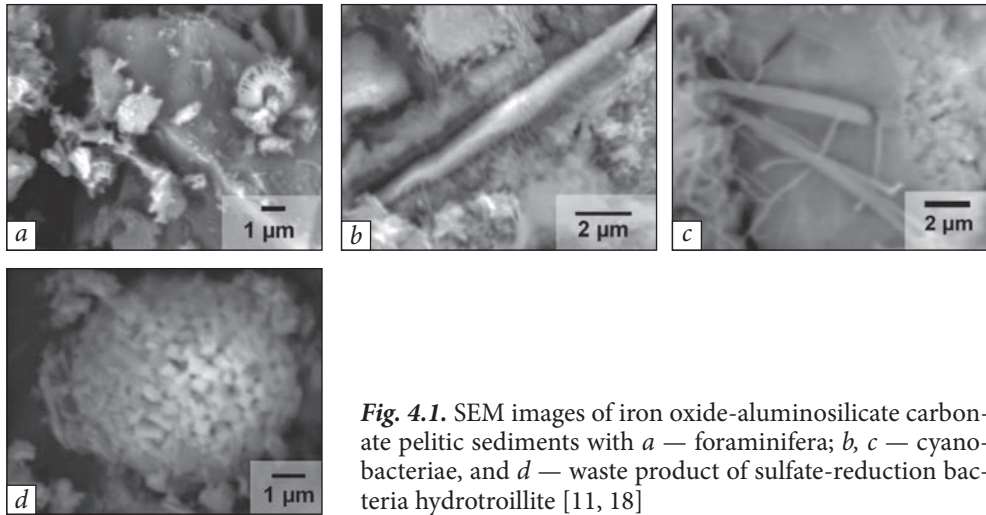 a
1 μm
b
2 μm
c
2 μm
d
1 μm
Fig. 4.1. SEM images of iron oxide-aluminosilicate carbon-
ate pelitic sediments with a — foraminifera; b, c — cyano-
bacteriae, and d — waste product of sulfate-reduction bac-
teria hydrotroillite [11, 18]